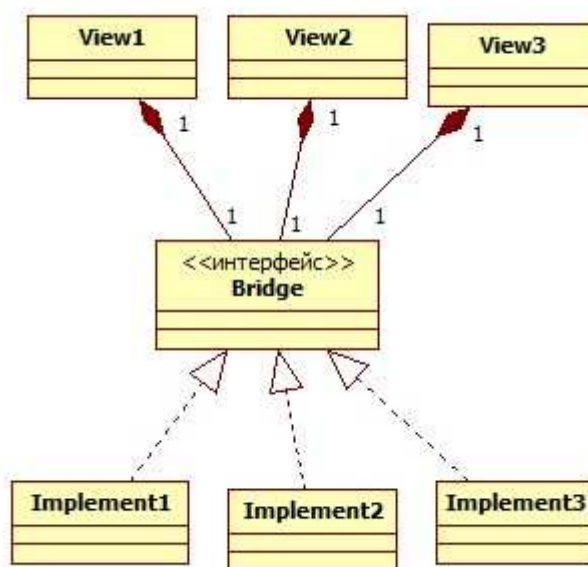 View1
View2
View3
1
1
1
1
1
1
<<интерфейс>>
Bridge
Implement1
Implement2
Implement3